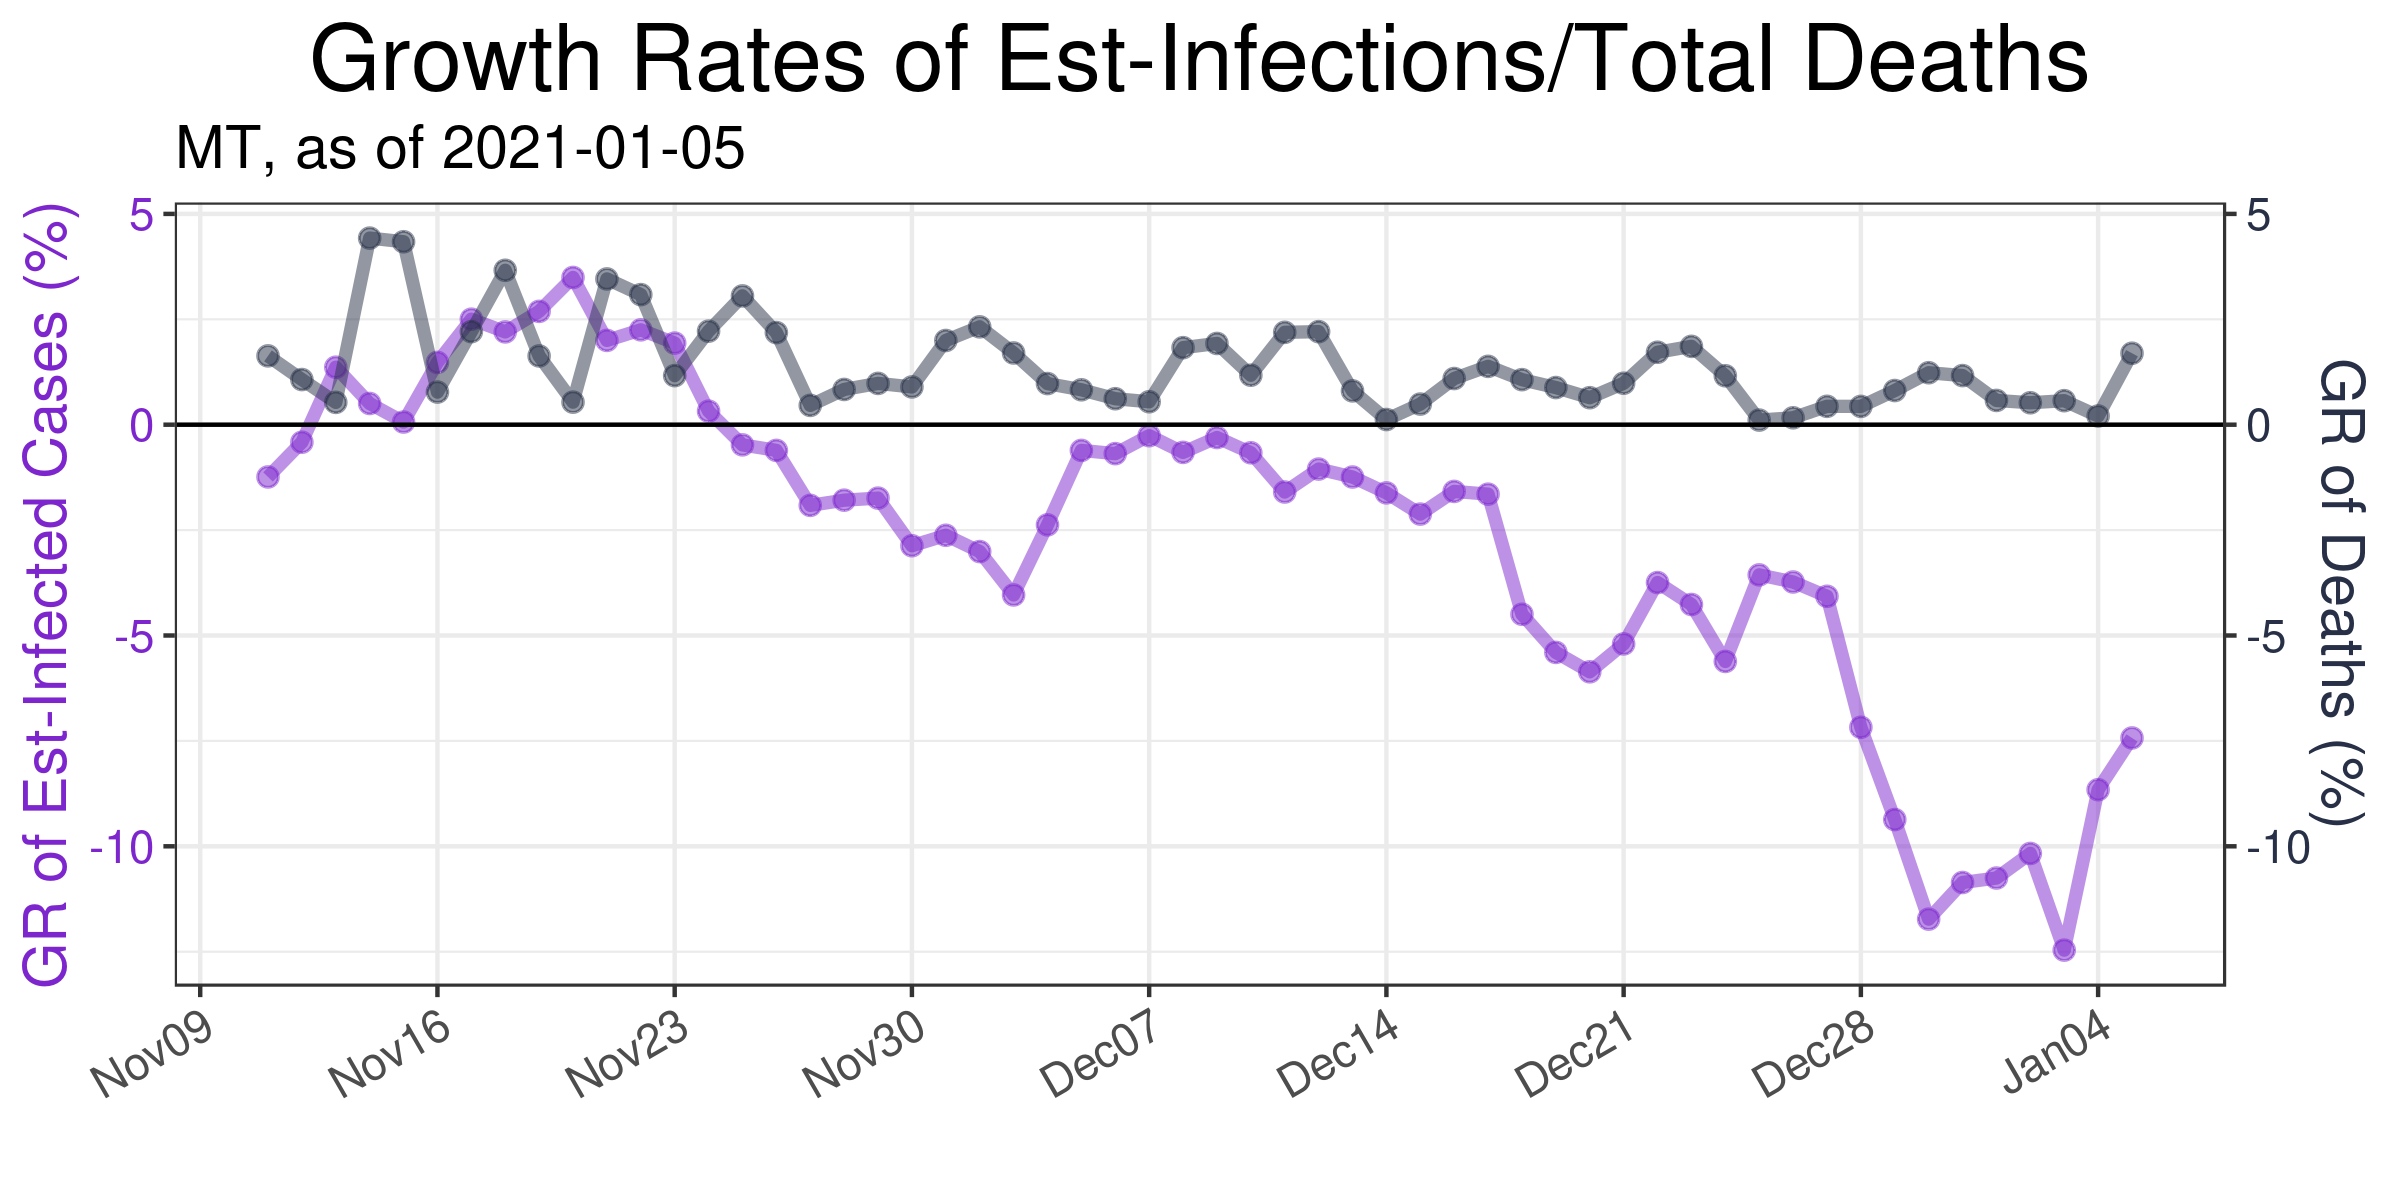 Growth Rates of Est-Infections/Total Deaths
MT, as of 2021-01-05
GR of Est-Infected Cases (%)
5
0
-5
-10
5
0
-5
-10
GR of Deaths (%)
Nov09
Nov16
Nov23
Nov30
Dec07
Dec14
Dec21
Dec28
Jan04